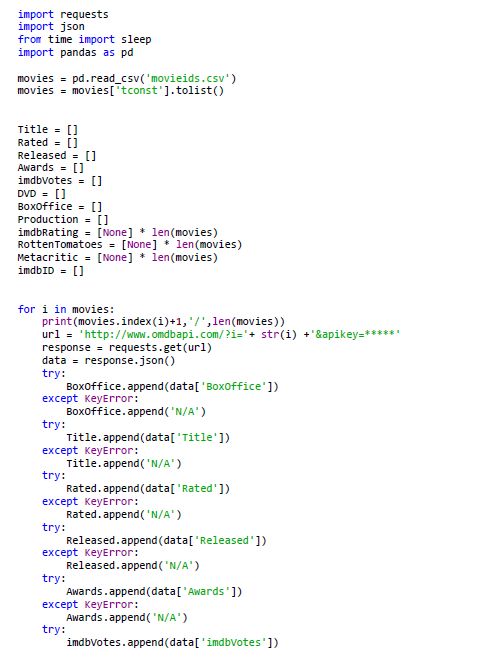 import requests
import json
from time import sleep
import pandas as pd

movies = pd.read_csv('movieids.csv')
movies = movies['tconst'].tolist()


Title = []
Rated = []
Released = []
Awards = []
imdbVotes = []
DVD = []
BoxOffice = []
Production = []
imdbRating = [None] * len(movies)
RottenTomatoes = [None] * len(movies)
Metacritic = [None] * len(movies)
imdbID = []


for i in movies:
    print(movies.index(i)+1,'/',len(movies))
    url = 'http://www.omdbapi.com/?i='+ str(i) +'&apikey=*****'
    response = requests.get(url)
    data = response.json()
    try:
        BoxOffice.append(data['BoxOffice'])
    except KeyError:
        BoxOffice.append('N/A')
    try:
        Title.append(data['Title'])
    except KeyError:
        Title.append('N/A')
    try:
        Rated.append(data['Rated'])
    except KeyError:
        Rated.append('N/A')
    try:
        Released.append(data['Released'])
    except KeyError:
        Released.append('N/A')
    try:
        Awards.append(data['Awards'])
    except KeyError:
        Awards.append('N/A')
    try:
        imdbVotes.append(data['imdbVotes'])